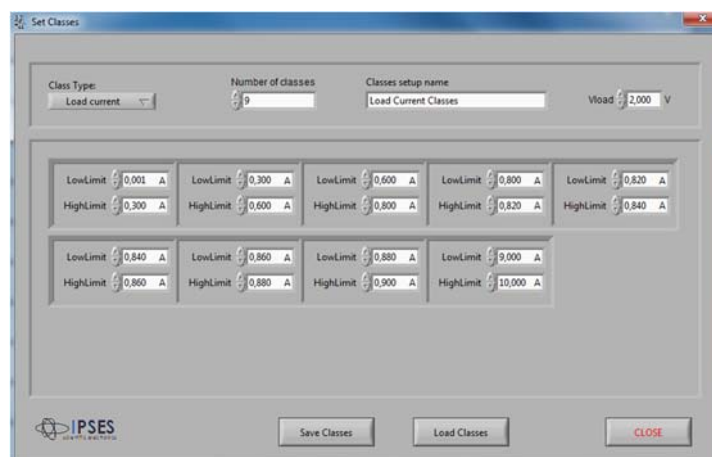 Set Classes
Class Type: Number of classes Classes setup name
Load current 9 Load Current Classes Vload 2,000 V
LowLimit 0,001 A LowLimit 0,300 A LowLimit 0,600 A LowLimit 0,800 A LowLimit 0,820 A
HighLimit 0,300 A HighLimit 0,600 A HighLimit 0,800 A HighLimit 0,820 A HighLimit 0,840 A
LowLimit 0,840 A LowLimit 0,860 A LowLimit 0,880 A LowLimit 9,000 A
HighLimit 0,860 A HighLimit 0,880 A HighLimit 0,900 A HighLimit 10,000 A
IPSES
Save Classes Load Classes CLOSE